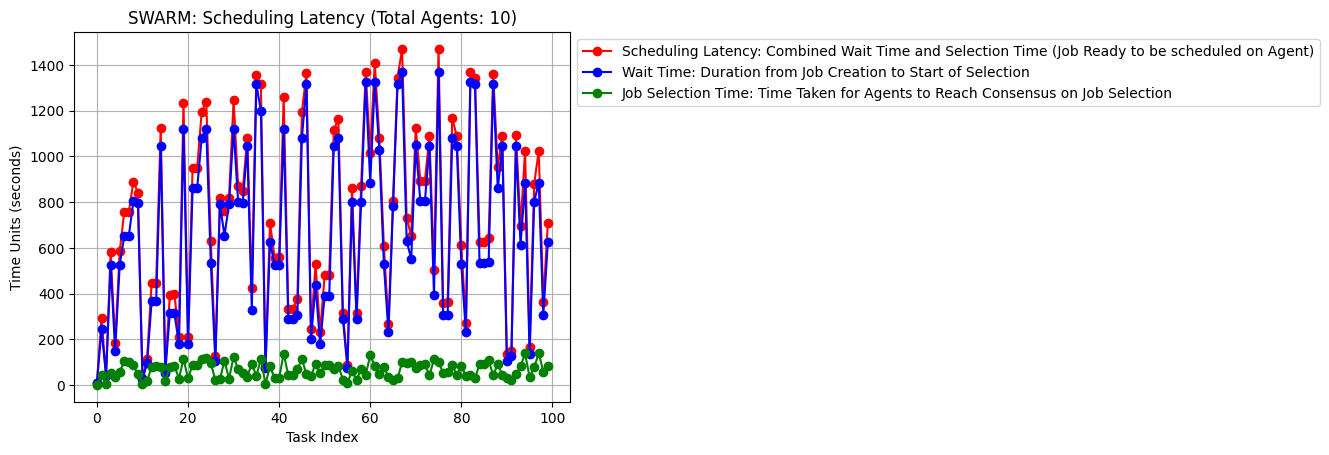 SWARM: Scheduling Latency (Total Agents: 10)
Scheduling Latency: Combined Wait Time and Selection Time (Job Ready to be scheduled on Agent)
Wait Time: Duration from Job Creation to Start of Selection
Job Selection Time: Time Taken for Agents to Reach Consensus on Job Selection
Time Units (seconds)
1400
1200
1000
800
600
400
200
0
0 20 40 60 80 100
Task Index